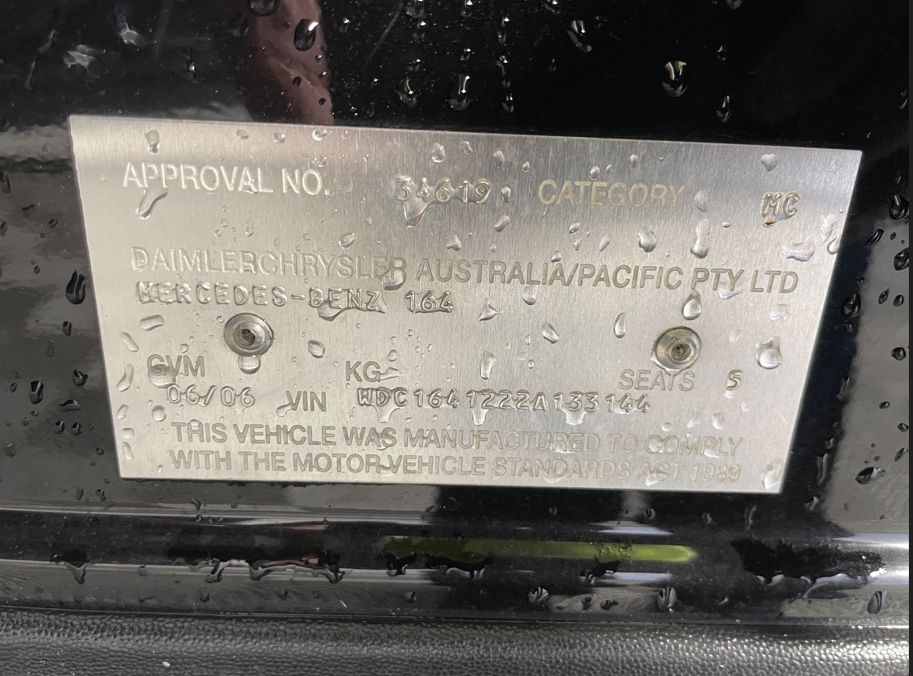 APPROVAL NO. 34619 CATEGORY MC
DAIMLERCHRYSLER AUSTRALIA/PACIFIC PTY LTD
MERCEDES-BENZ 164
GVM KG SEATS 5
06/06 VIN WDC1641222A133144
THIS VEHICLE WAS MANUFACTURED TO COMPLY
WITH THE MOTOR VEHICLE STANDARDS ACT 1989